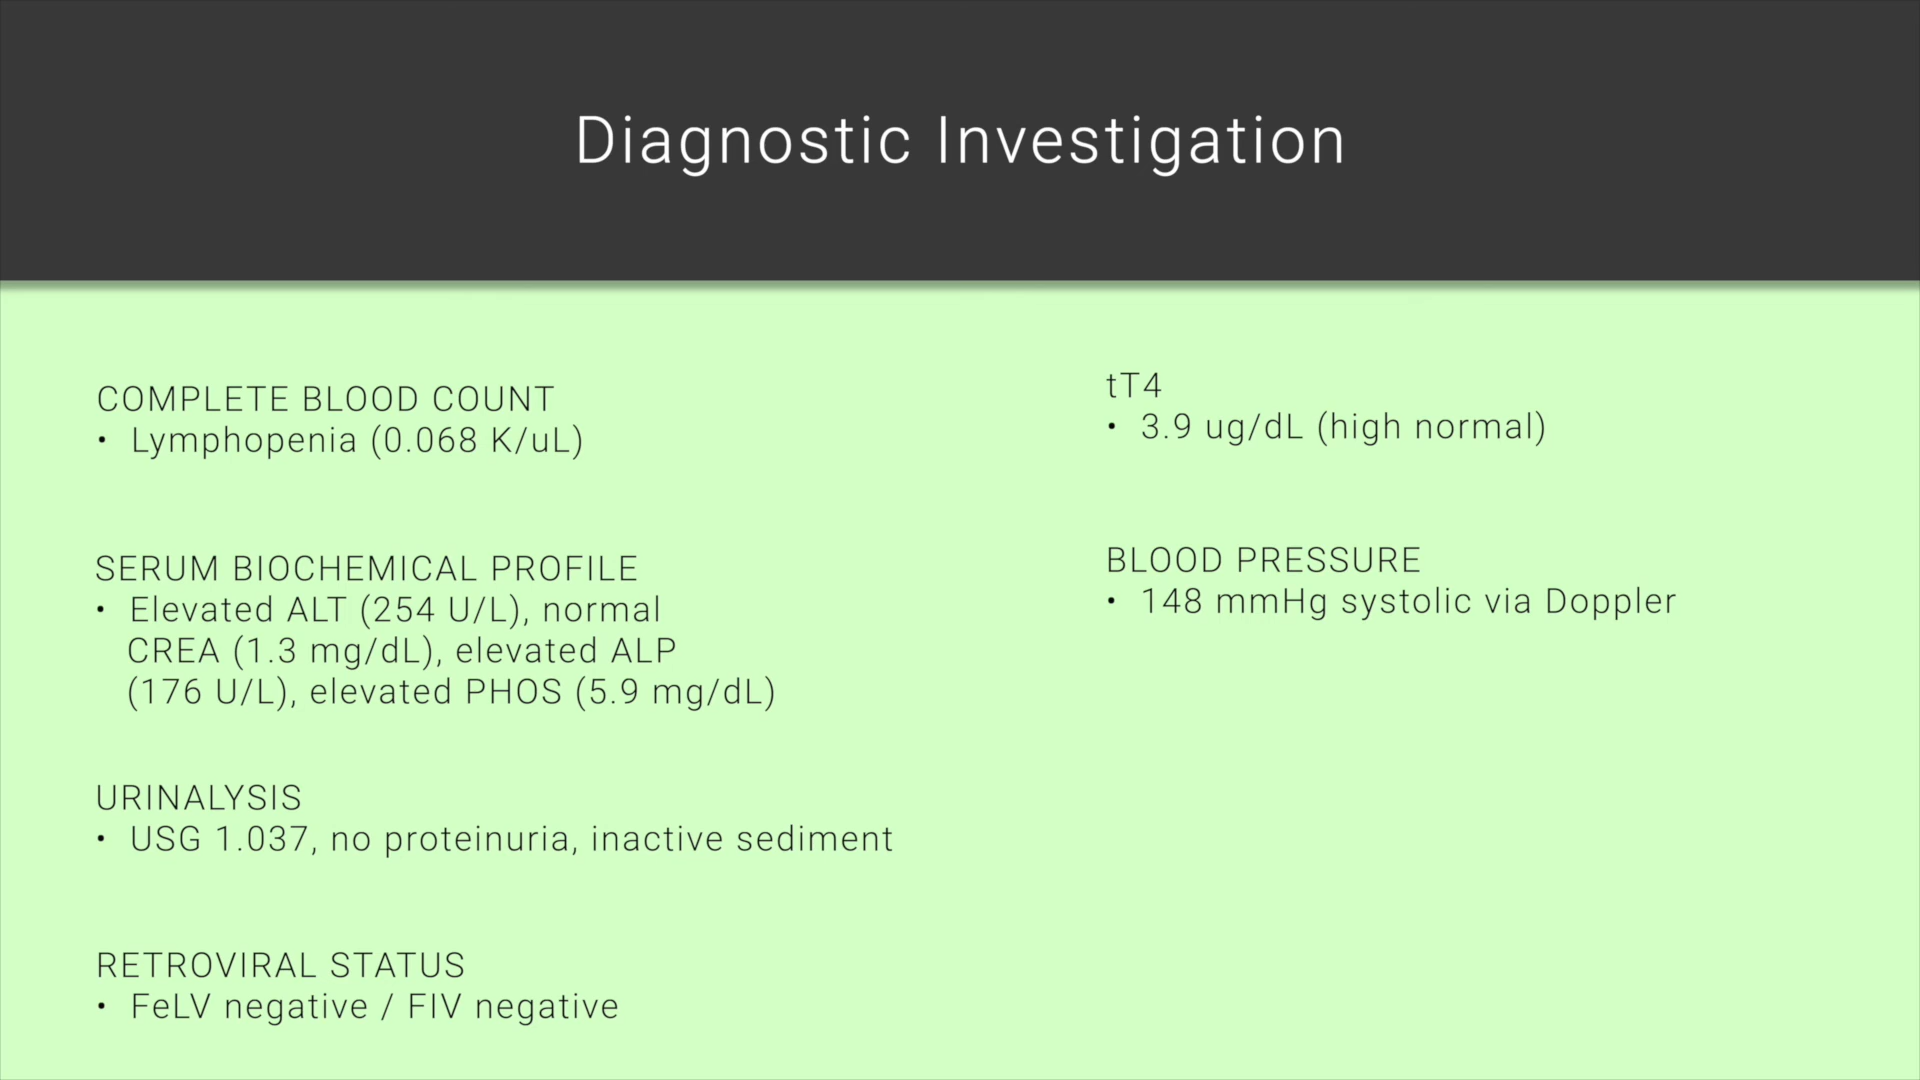 Diagnostic Investigation
COMPLETE BLOOD COUNT
• Lymphopenia (0.068 K/uL)
SERUM BIOCHEMICAL PROFILE
• Elevated ALT (254 U/L), normal
CREA (1.3 mg/dL), elevated ALP
(176 U/L), elevated PHOS (5.9 mg/dL)
URINALYSIS
• USG 1.037, no proteinuria, inactive sediment
RETROVIRAL STATUS
• FeLV negative / FIV negative
tT4
• 3.9 ug/dL (high normal)
BLOOD PRESSURE
• 148 mmHg systolic via Doppler